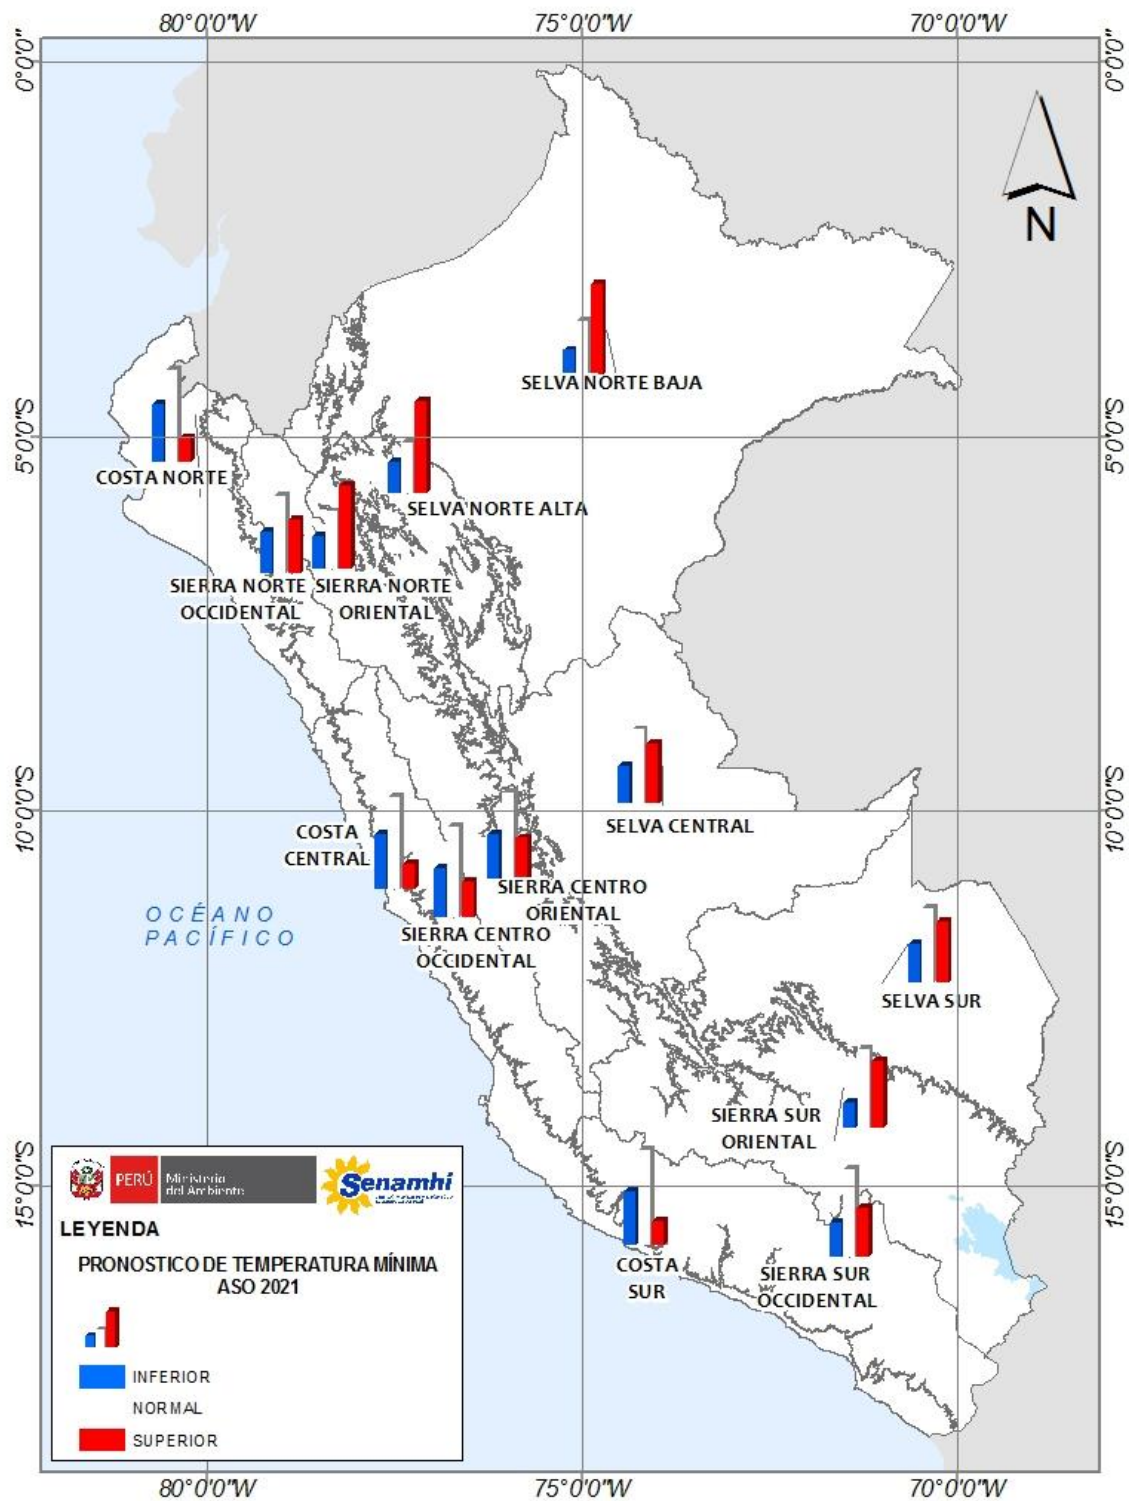 80°0'0"W 75°0'0"W 70°0'0"W
0°0'0" 0°0'0"
N
SELVA NORTE BAJA
5°0'0"S 5°0'0"S
COSTA NORTE
SELVA NORTE ALTA
SIERRA NORTE
OCCIDENTAL
SIERRA NORTE
ORIENTAL
10°0'0"S 10°0'0"S
SELVA CENTRAL
COSTA
CENTRAL
SIERRA CENTRO
ORIENTAL
SIERRA CENTRO
OCCIDENTAL
OCÉANO
PACÍFICO
SELVA SUR
SIERRA SUR
ORIENTAL
15°0'0"S 15°0'0"S
COSTA
SUR
SIERRA SUR
OCCIDENTAL
PERÚ
Ministerio
del Ambiente
Senamhi
LEYENDA
PRONOSTICO DE TEMPERATURA MÍNIMA
ASO 2021
INFERIOR
NORMAL
SUPERIOR
80°0'0"W 75°0'0"W 70°0'0"W